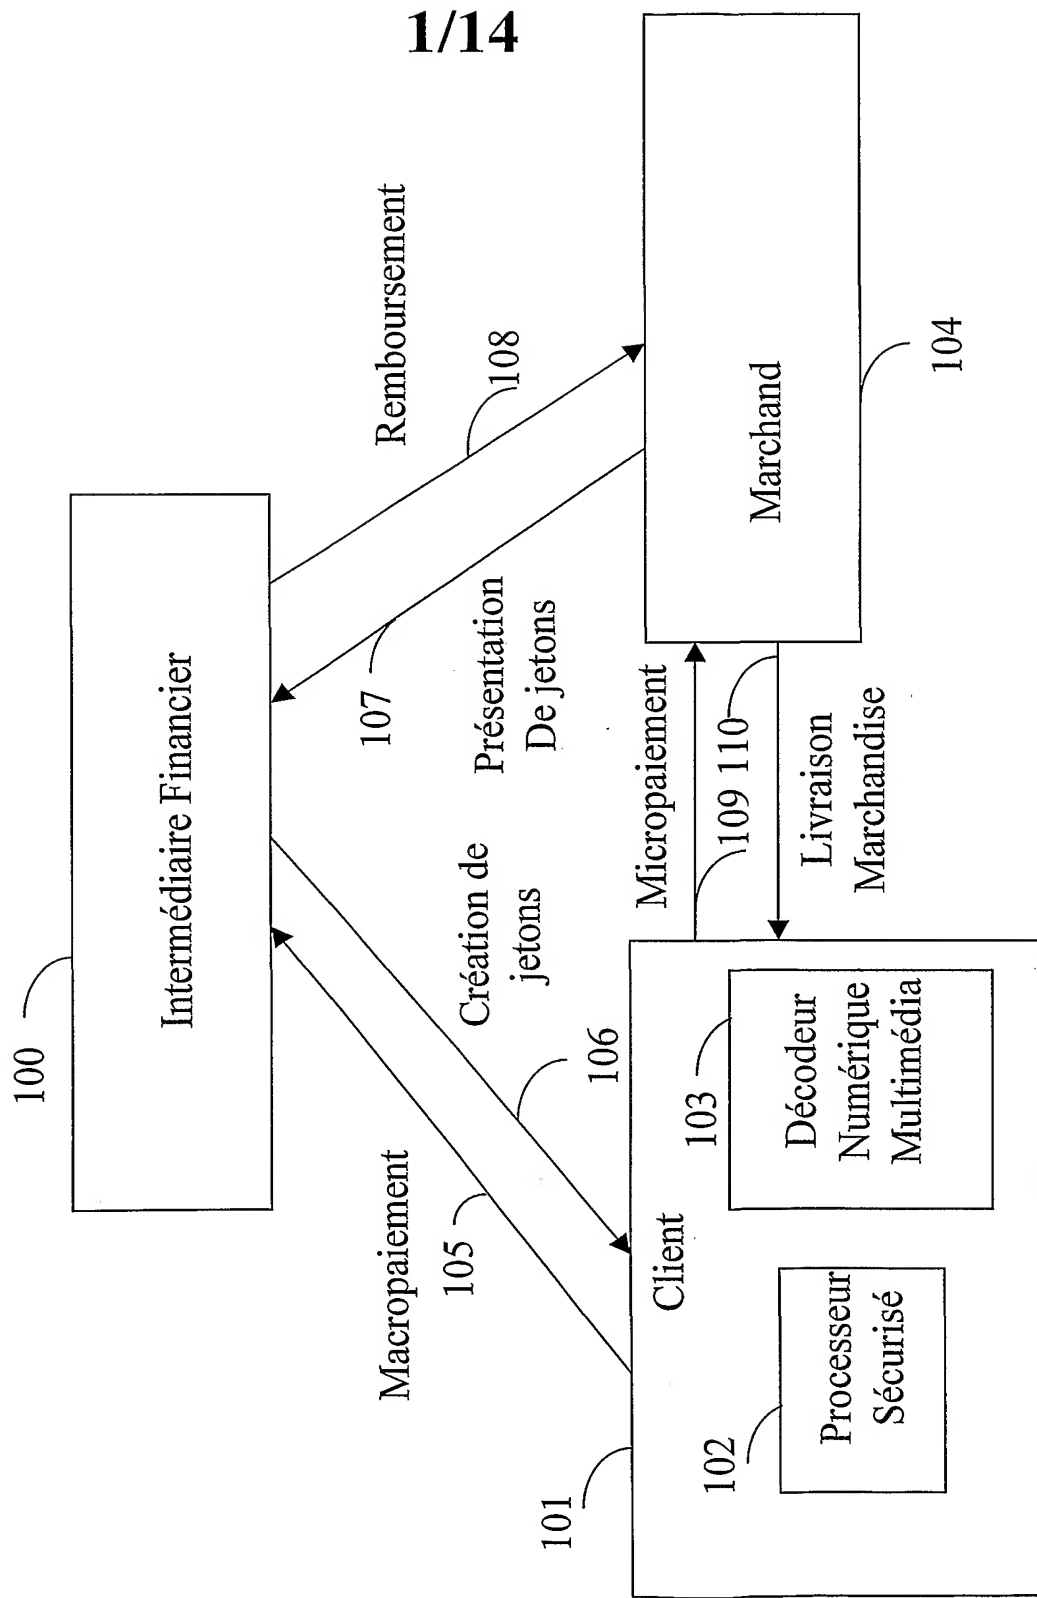 1/14
100
Intermédiaire Financier
Macropaiement
105
Création de
jetons
106
107
Présentation
De jetons
Remboursement
108
101
Client
102
Processeur
Sécurisé
103
Décodeur
Numérique
Multimédia
Micropaiement
109 110
Livraison
Marchandise
Marchand
104